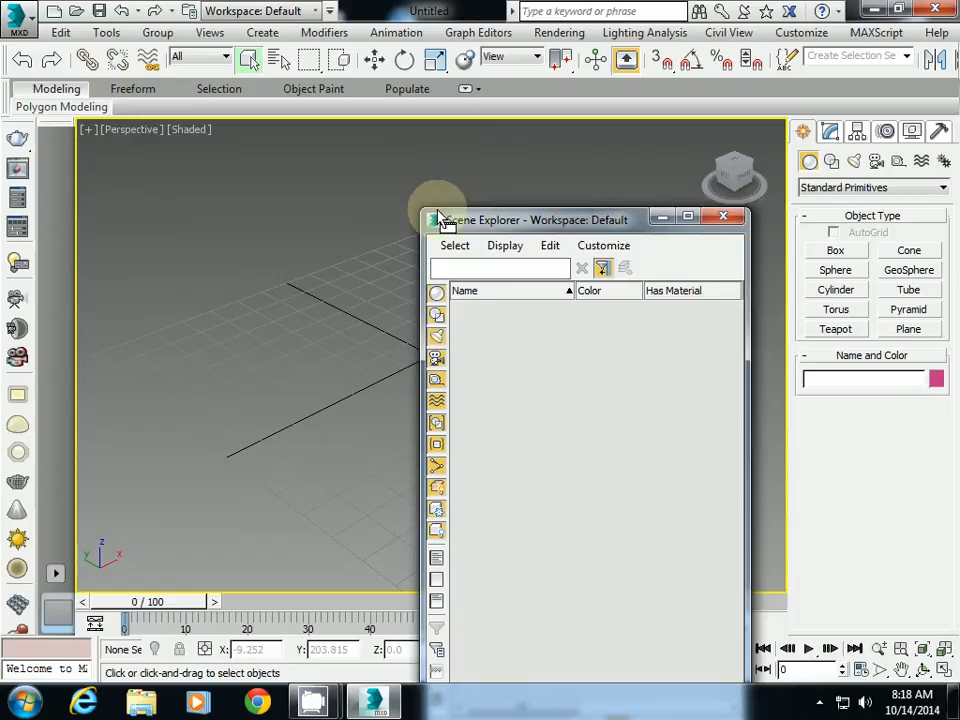 Workspace: Default
Untitled
Type a keyword or phrase
MXD
Edit Tools Group Views Create Modifiers Animation Graph Editors Rendering Lighting Analysis Civil View Customize MAXScript Help
All
View
Create Selection Se
Modeling Freeform Selection Object Paint Populate
Polygon Modeling
[+] [Perspective] [Shaded]
Standard Primitives
- Object Type
AutoGrid
Box Cone
Sphere GeoSphere
Cylinder Tube
Torus Pyramid
Teapot Plane
- Name and Color
Scene Explorer - Workspace: Default
Select Display Edit Customize
Name Color Has Material
z
y x
< 0 / 100 >
0 10 20 30 40
None Se X: -9.252 Y: 203.815 Z: 0.0
0
Welcome to M
Click or click-and-drag to select objects
MXD
8:18 AM
10/14/2014